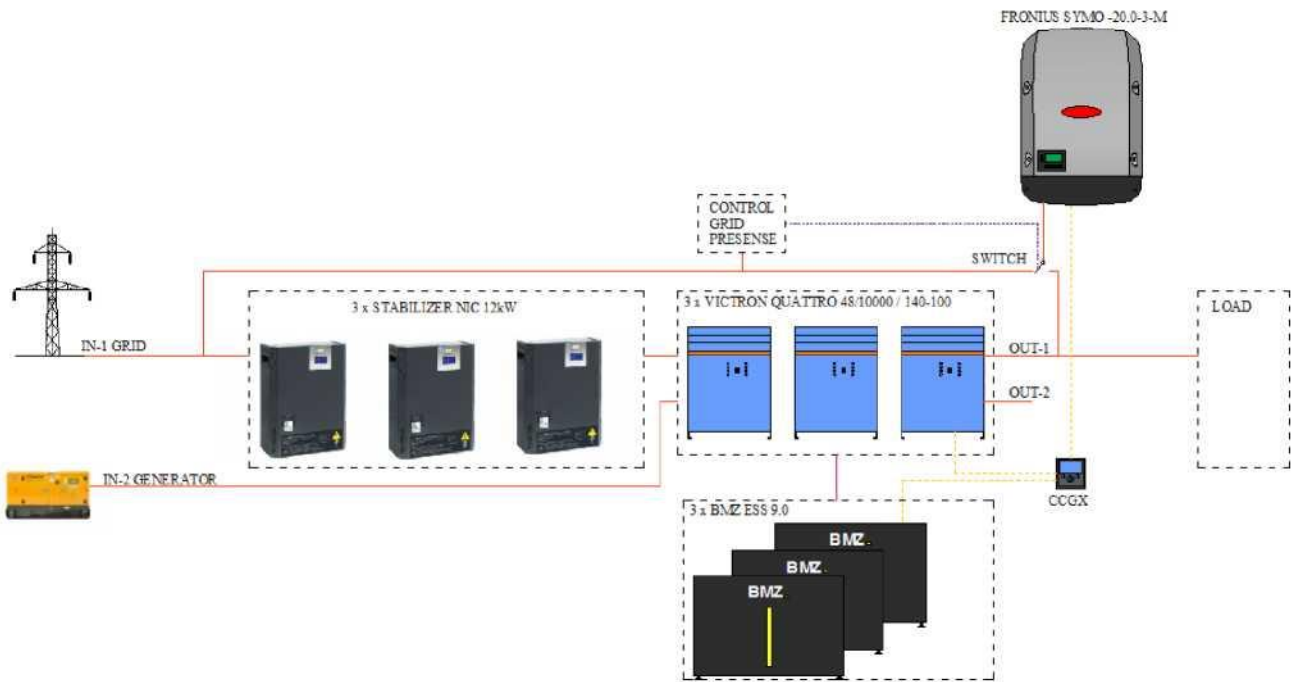 FRONIUS SYMO -20.0-3-M
CONTROL
GRID
PRESENSE
SWITCH
3 x STABILIZER NIC 12kW
3 x VICTRON QUATTRO 48/10000 / 140-100
LOAD
IN-1 GRID
OUT-1
OUT-2
IN-2 GENERATOR
CCGX
3 x BMZ ESS 9.0
BMZ
BMZ
BMZ